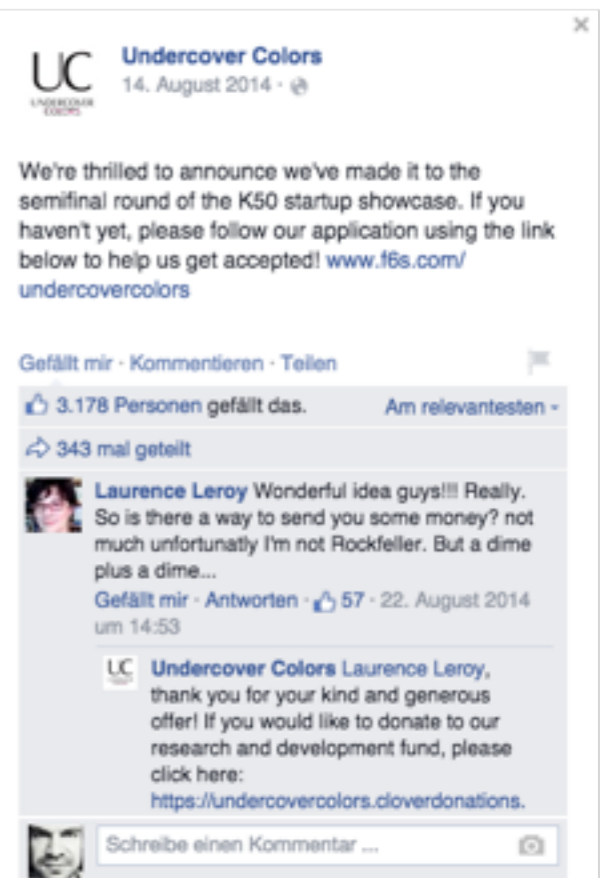 UC
UNDERCOVER
COLORS
Undercover Colors
14. August 2014 ·
We're thrilled to announce we've made it to the
semifinal round of the K50 startup showcase. If you
haven't yet, please follow our application using the link
below to help us get accepted! www.f6s.com/
undercovercolors
Gefällt mir · Kommentieren · Teilen
3.178 Personen gefällt das.
Am relevantesten
343 mal geteilt
Laurence Leroy Wonderful idea guys!!! Really.
So is there a way to send you some money? not
much unfortunatly I'm not Rockfeller. But a dime
plus a dime...
Gefällt mir · Antworten · 57 · 22. August 2014
um 14:53
UC
Undercover Colors Laurence Leroy,
thank you for your kind and generous
offer! If you would like to donate to our
research and development fund, please
click here:
https://undercovercolors.cloverdonations.
Schreibe einen Kommentar ...